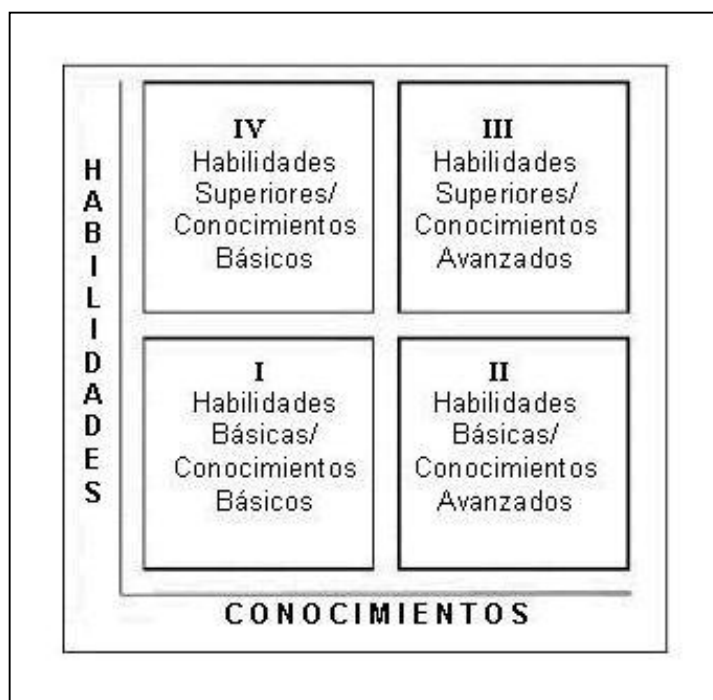 HABILIDADES
IV
Habilidades
Superiores/
Conocimientos
Básicos
III
Habilidades
Superiores/
Conocimientos
Avanzados
I
Habilidades
Básicas/
Conocimientos
Básicos
II
Habilidades
Básicas/
Conocimientos
Avanzados
CONOCIMIENTOS